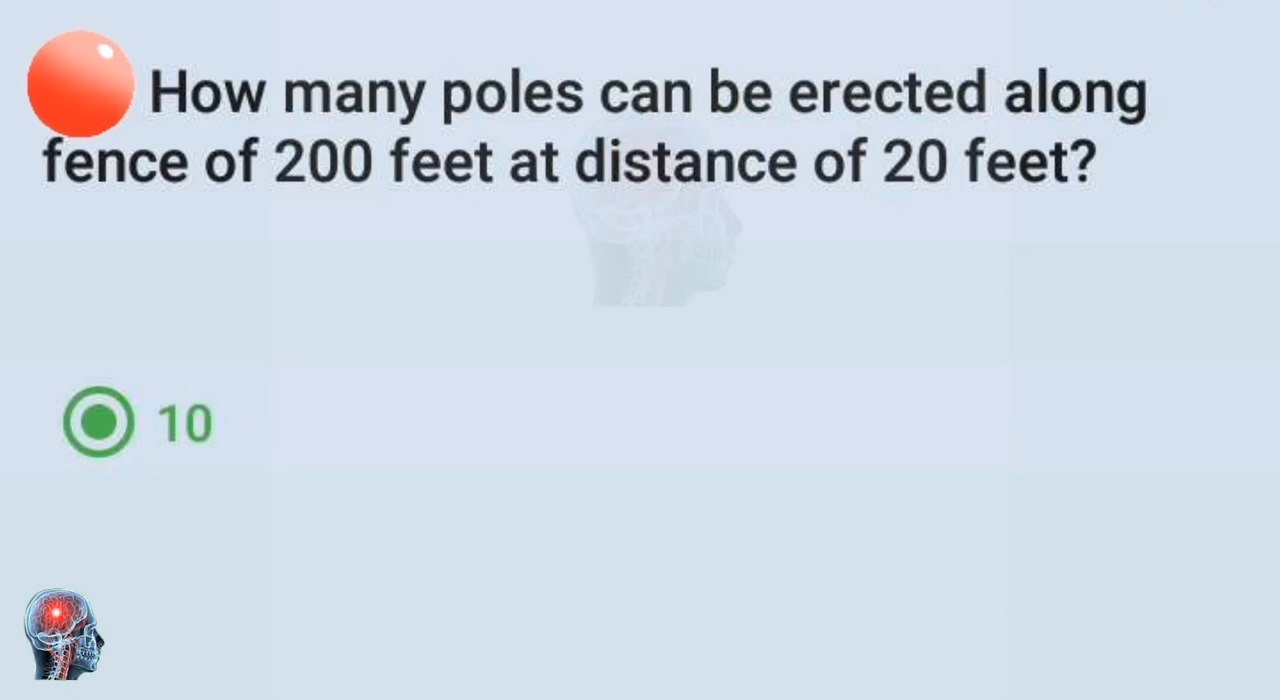 How many poles can be erected along
fence of 200 feet at distance of 20 feet?
10